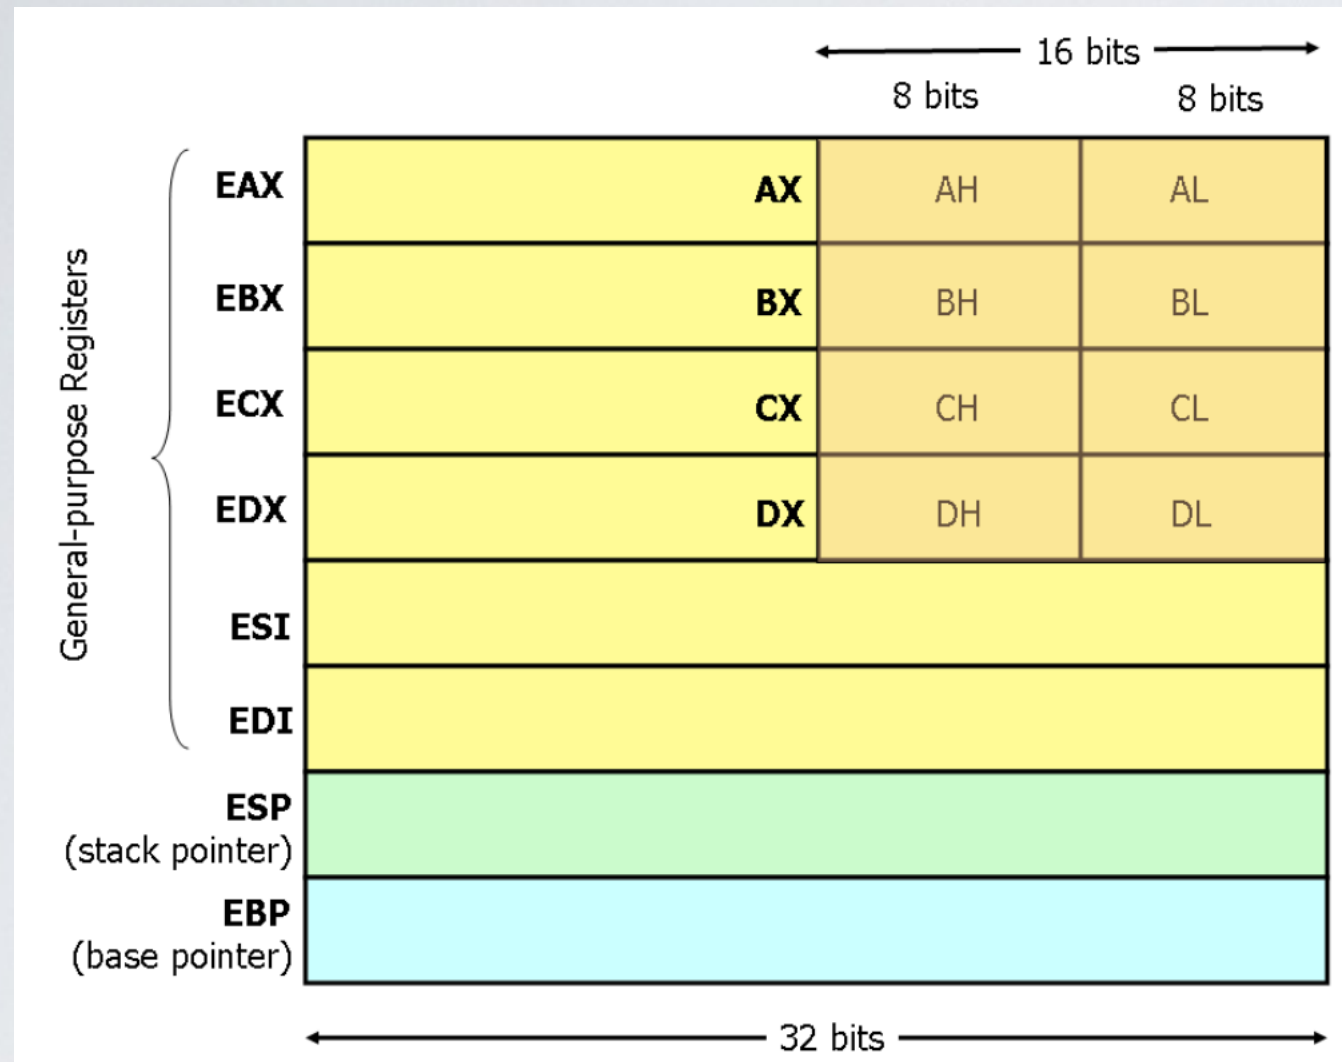 16 bits
8 bits 8 bits
EAX AX AH AL
EBX BX BH BL
ECX CX CH CL
EDX DX DH DL
ESI
EDI
General-purpose Registers
ESP
(stack pointer)
EBP
(base pointer)
32 bits